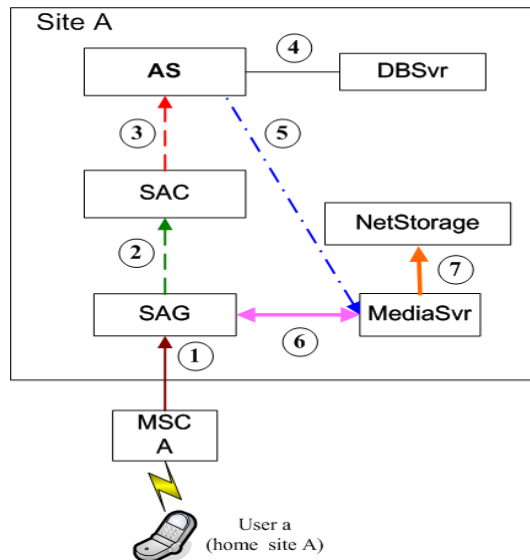 Site A
AS
4
DBSvr
3
5
SAC
NetStorage
2
7
SAG
MediaSvr
1
6
MSC
A
User a
(home site A)